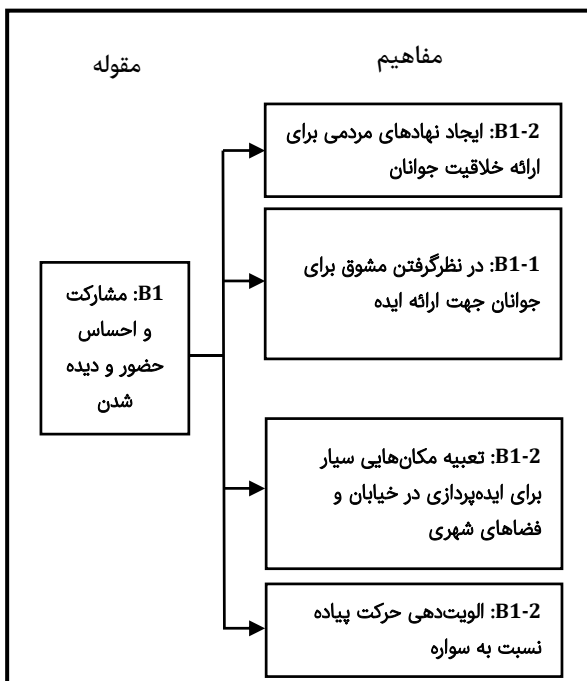 مفاهیم
مقوله
B1-2: ایجاد نهادهای مردمی برای
ارائه خلاقیت جوانان
B1-1: در نظرگرفتن مشوق برای
جوانان جهت ارائه ایده
B1: مشارکت
و احساس
حضور و دیده
شدن
B1-2: تعبیه مکان‌هایی سیار
برای ایده‌پردازی در خیابان و
فضاهای شهری
B1-2: الویت‌دهی حرکت پیاده
نسبت به سواره